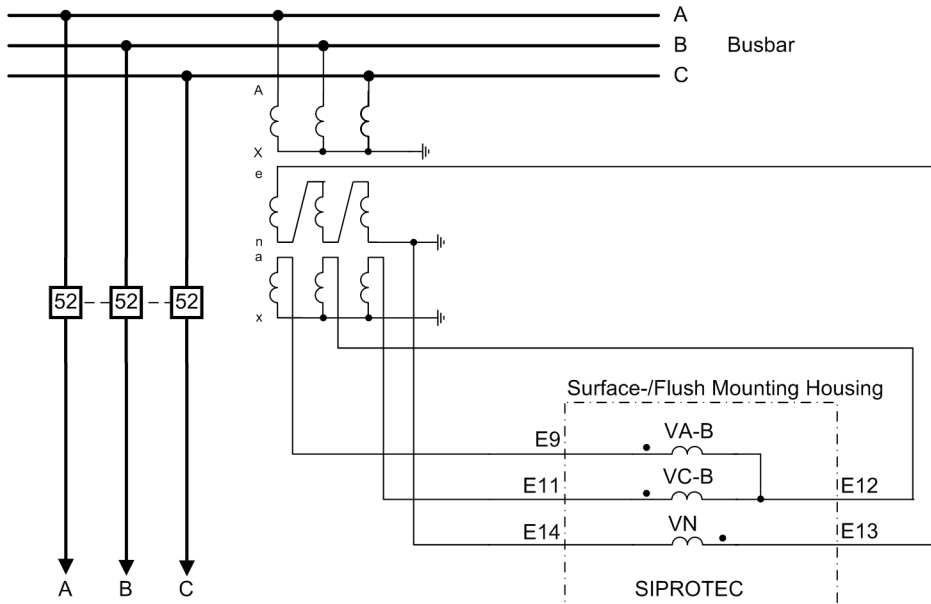 A
B Busbar
C
A
X
e
n
a
x
52 52 52
Surface-/Flush Mounting Housing
VA-B
E9
VC-B
E11 E12
VN
E14 E13
A B C
SIPROTEC